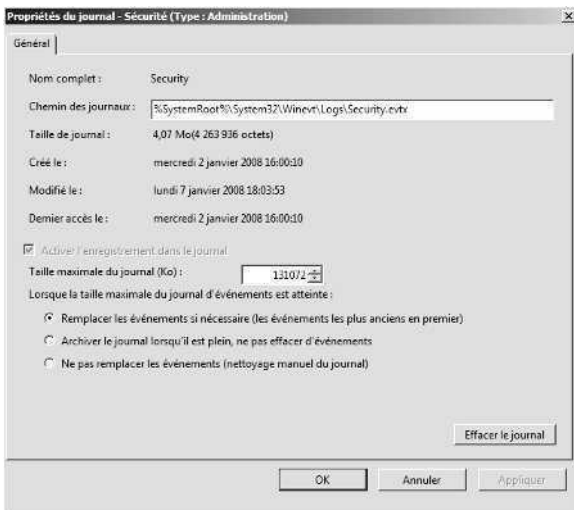 Propriétés du journal - Sécurité (Type : Administration)
Général
Nom complet : Security
Chemin des journaux : %SystemRoot%\System32\Winevt\Logs\Security.evtx
Taille de journal : 4,07 Mo(4 263 936 octets)
Créé le : mercredi 2 janvier 2008 16:00:10
Modifié le : lundi 7 janvier 2008 18:03:53
Dernier accès le : mercredi 2 janvier 2008 16:00:10
Activer l'enregistrement dans le journal
Taille maximale du journal (Ko) : 131072
Lorsque la taille maximale du journal d'événements est atteinte :
Remplacer les événements si nécessaire (les événements les plus anciens en premier)
Archiver le journal lorsqu'il est plein, ne pas effacer d'événements
Ne pas remplacer les événements (nettoyage manuel du journal)
Effacer le journal
OK Annuler Appliquer